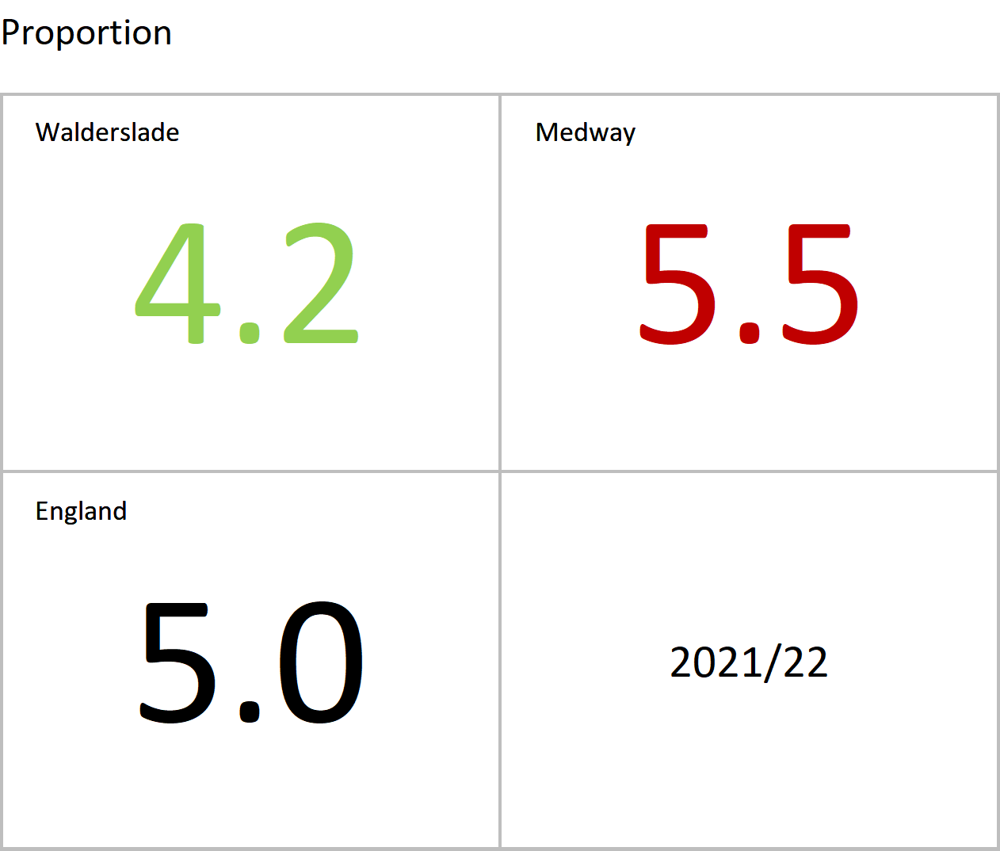 Proportion
Walderslade
4.2
Medway
5.5
England
5.0
2021/22